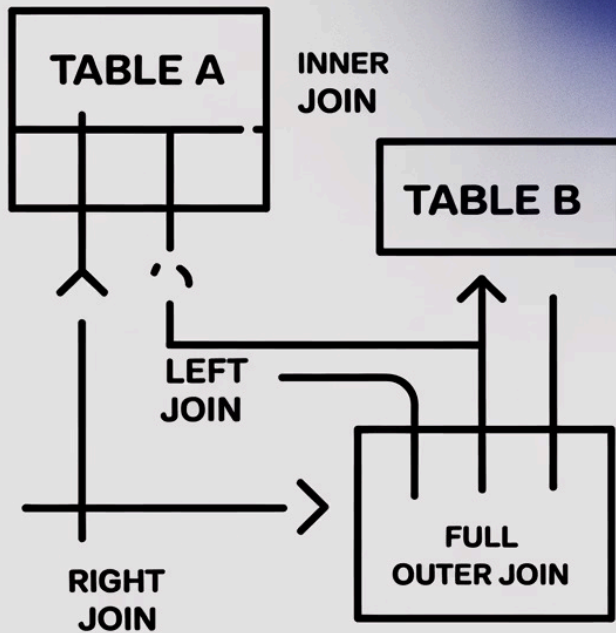 TABLE A
INNER
JOIN
TABLE B
LEFT
JOIN
FULL
OUTER JOIN
RIGHT
JOIN